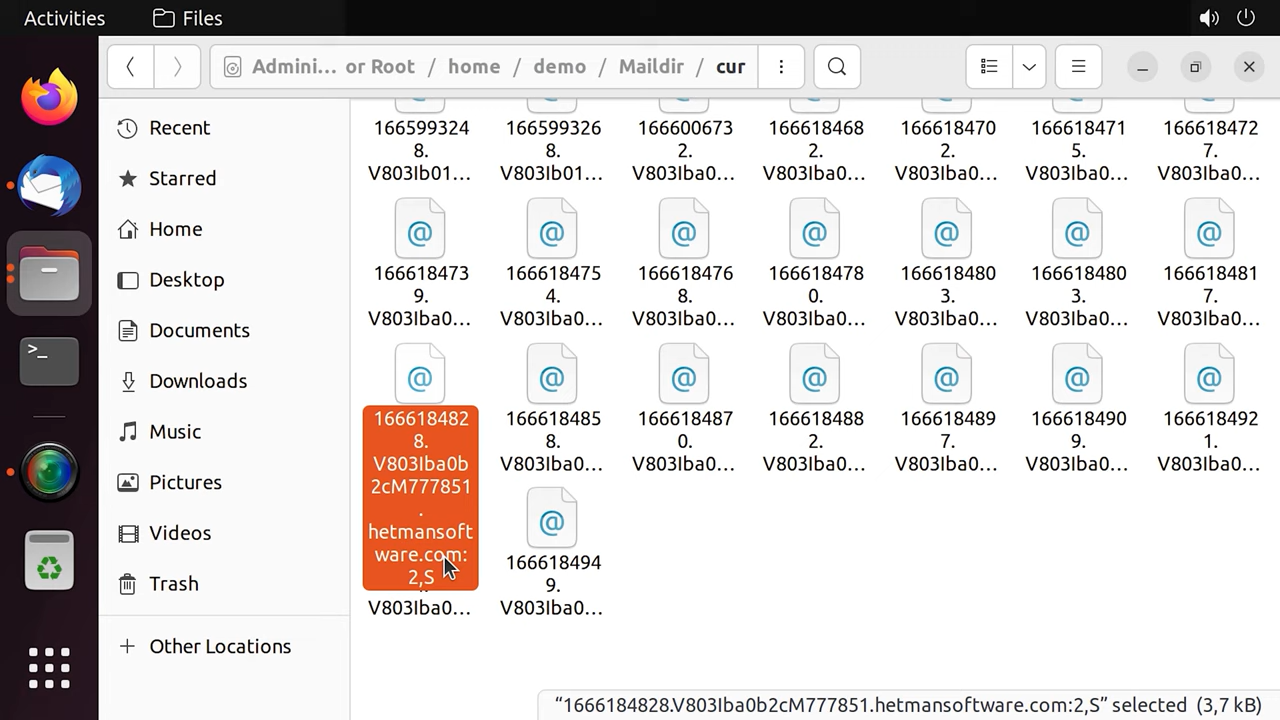 Activities
Files
Admini... or Root / home / demo / Maildir / cur
Recent
Starred
Home
Desktop
Documents
Downloads
Music
Pictures
Videos
Trash
+ Other Locations
166599324
8.
V803Ib01...
166599326
8.
V803Ib01...
166600673
2.
V803Iba0...
166618468
2.
V803Iba0...
166618470
2.
V803Iba0...
166618471
5.
V803Iba0...
166618472
7.
V803Iba0...
166618473
9.
V803Iba0...
166618475
4.
V803Iba0...
166618476
8.
V803Iba0...
166618478
0.
V803Iba0...
166618480
3.
V803Iba0...
166618480
3.
V803Iba0...
166618481
7.
V803Iba0...
166618482
8.
V803Iba0b
2cM777851
.
hetmansoft
ware.com:
2,S
166618485
8.
V803Iba0...
166618487
0.
V803Iba0...
166618488
2.
V803Iba0...
166618489
7.
V803Iba0...
166618490
9.
V803Iba0...
166618492
1.
V803Iba0...
V803Iba0...
166618494
9.
V803Iba0...
“1666184828.V803Iba0b2cM777851.hetmansoftware.com:2,S” selected (3,7 kB)